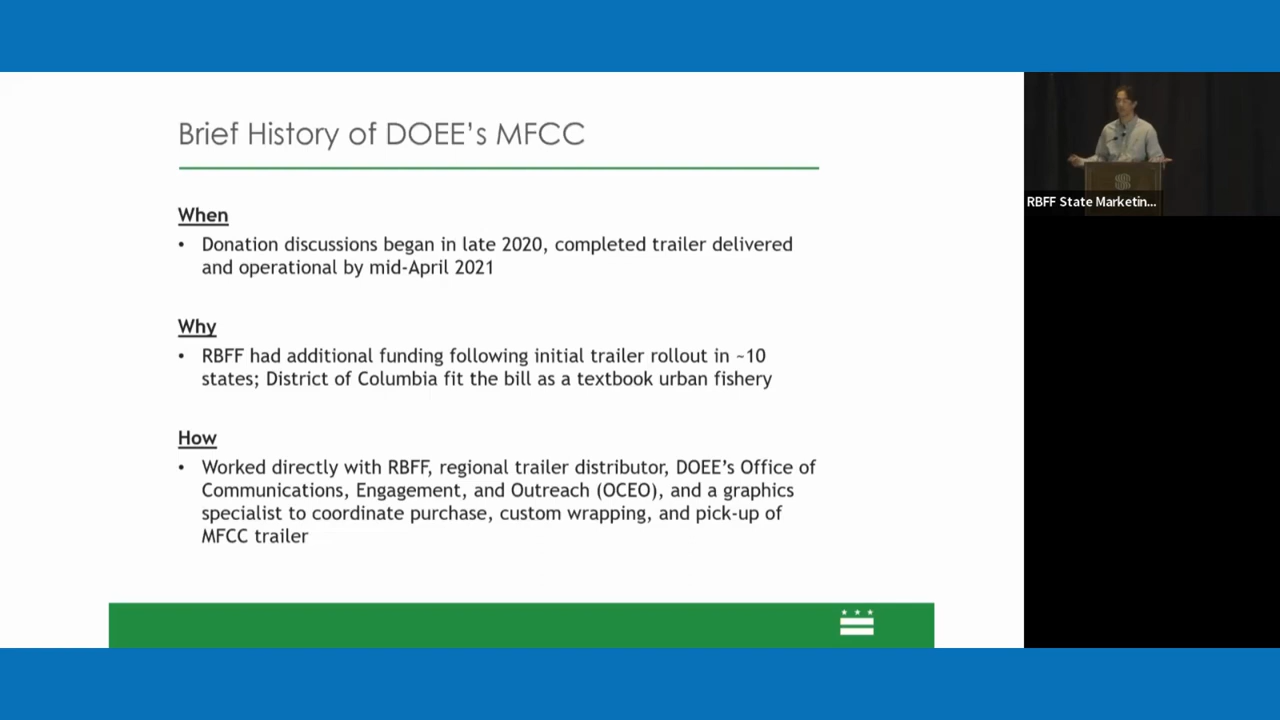 Brief History of DOEE's MFCC
When
• Donation discussions began in late 2020, completed trailer delivered
and operational by mid-April 2021
Why
• RBFF had additional funding following initial trailer rollout in ~10
states; District of Columbia fit the bill as a textbook urban fishery
How
• Worked directly with RBFF, regional trailer distributor, DOEE's Office of
Communications, Engagement, and Outreach (OCEO), and a graphics
specialist to coordinate purchase, custom wrapping, and pick-up of
MFCC trailer
RBFF State Marketin...